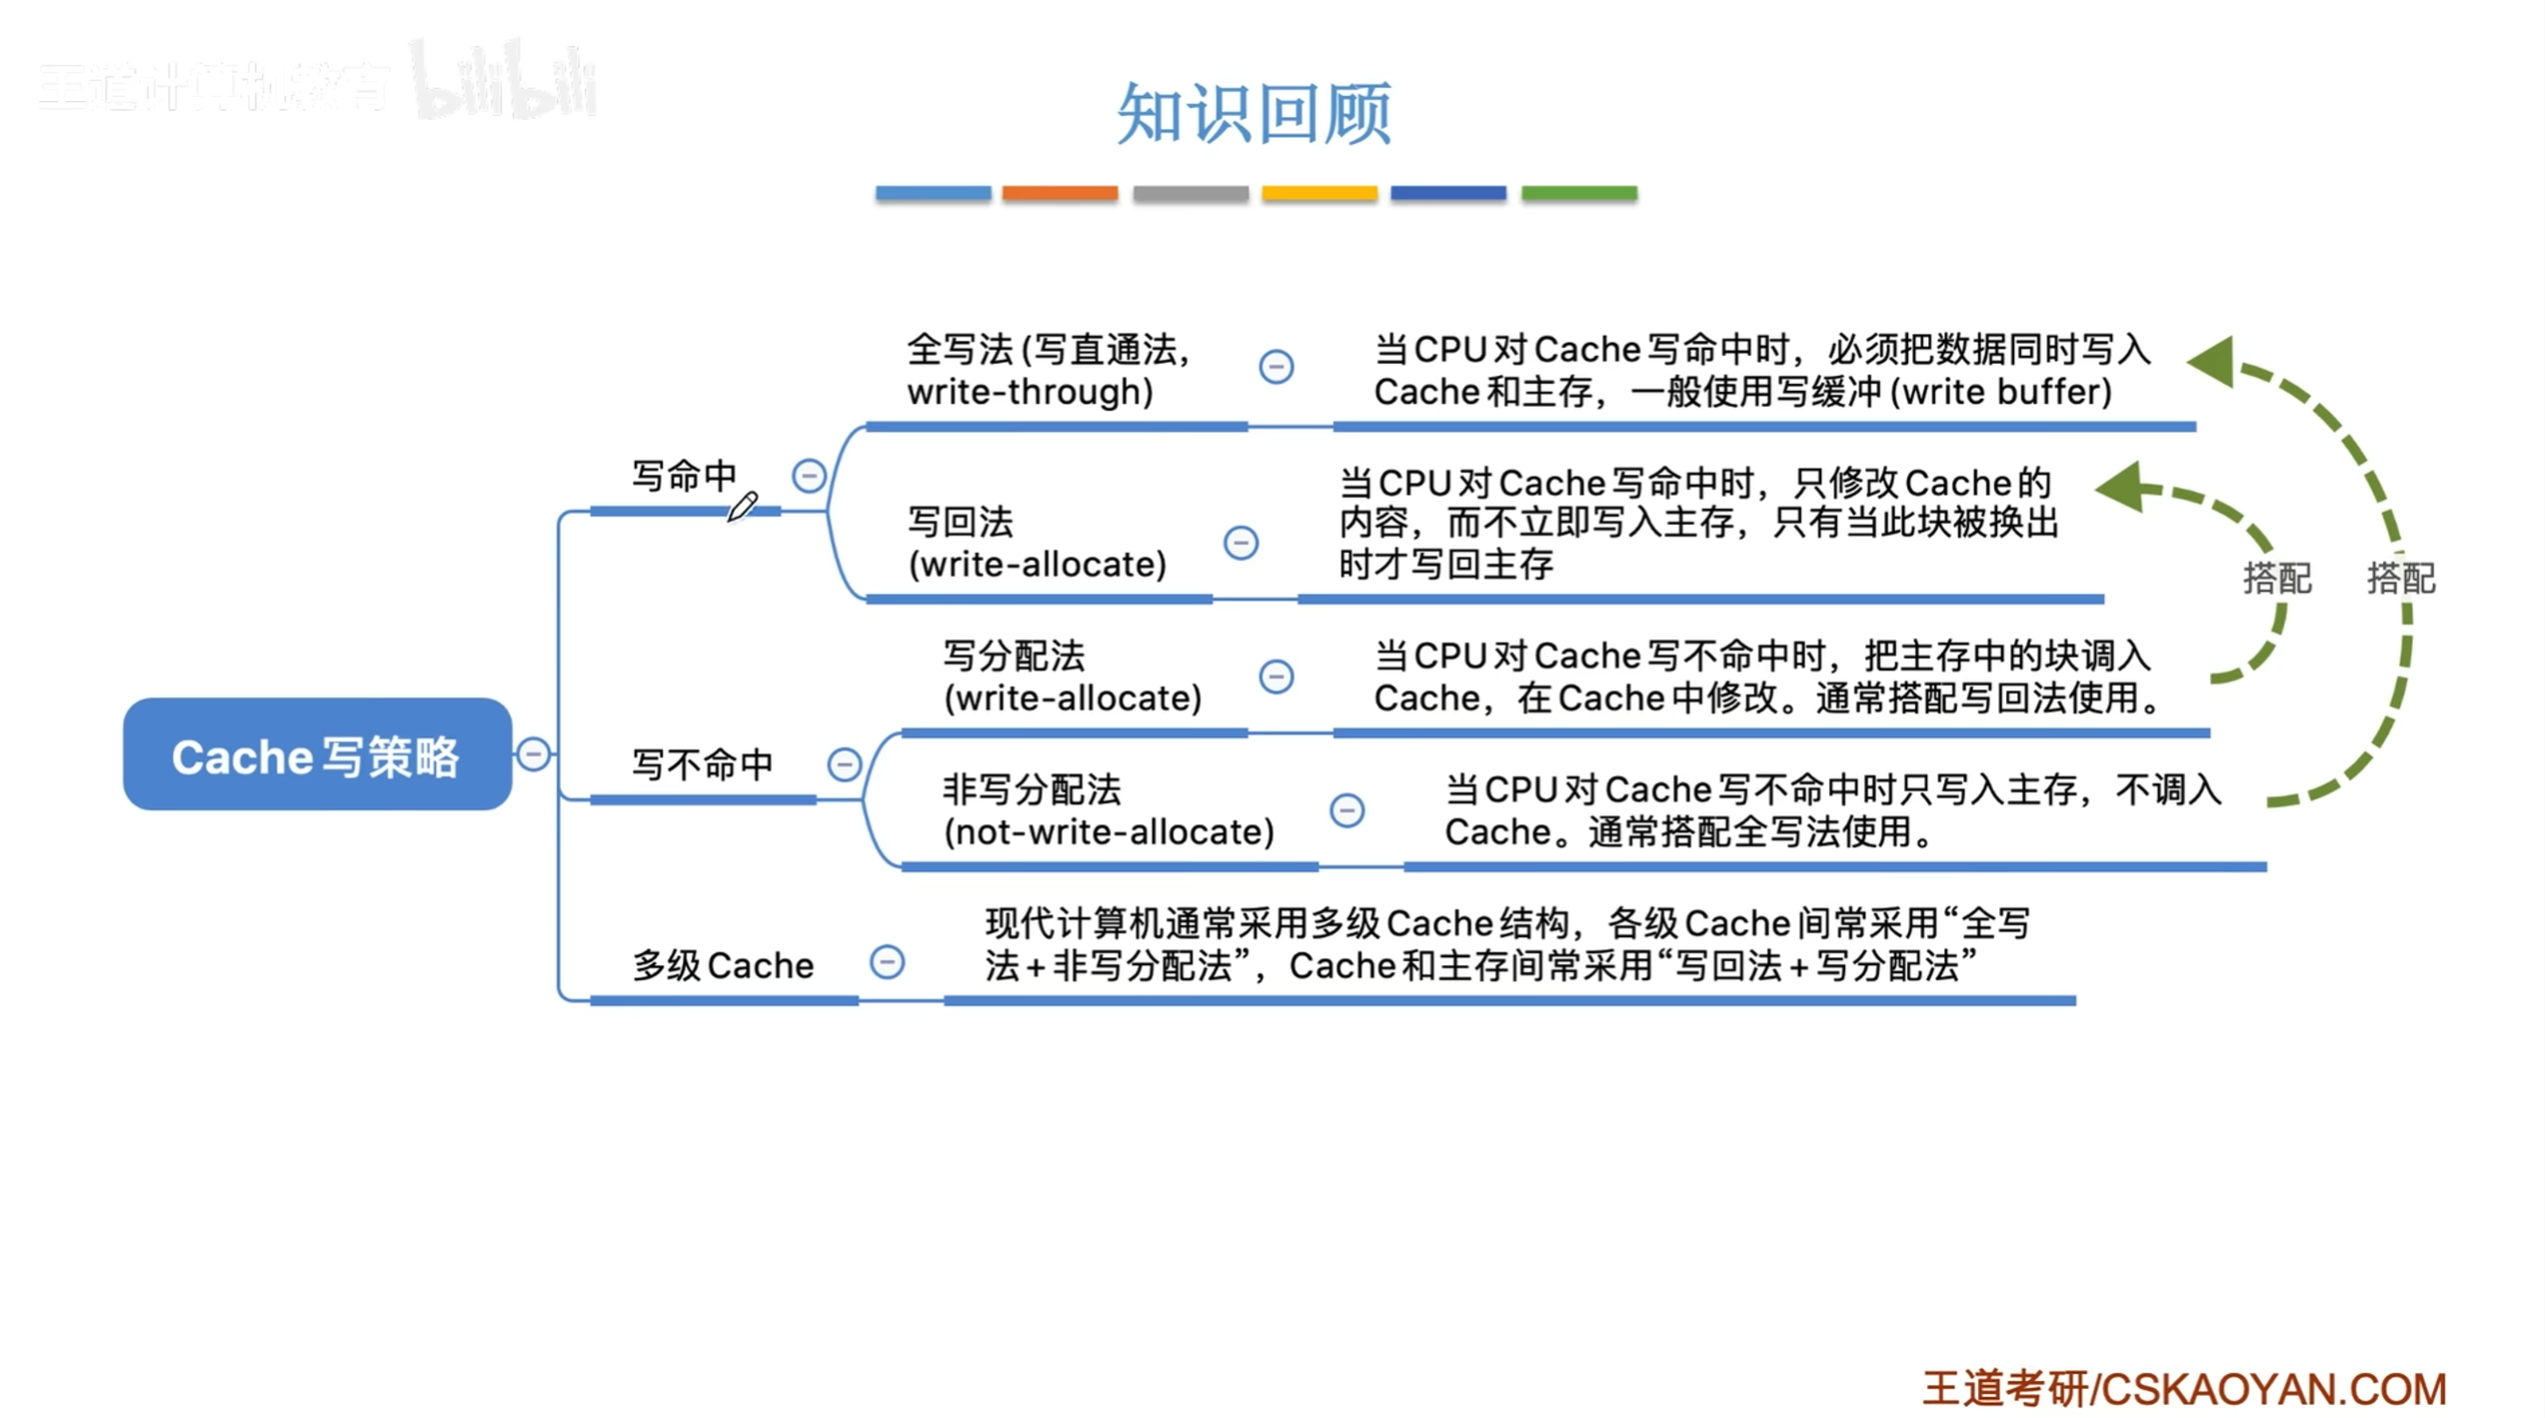 王道计算机教育 bilibili
知识回顾
全写法(写直通法,
write-through)
当CPU对Cache写命中时，必须把数据同时写入
Cache和主存，一般使用写缓冲(write buffer)
写命中
写回法
(write-allocate)
当CPU对Cache写命中时，只修改Cache的
内容，而不立即写入主存，只有当此块被换出
时才写回主存
搭配
搭配
写分配法
(write-allocate)
当CPU对Cache写不命中时，把主存中的块调入
Cache，在Cache中修改。通常搭配写回法使用。
Cache写策略
写不命中
非写分配法
(not-write-allocate)
当CPU对Cache写不命中时只写入主存，不调入
Cache。通常搭配全写法使用。
多级Cache
现代计算机通常采用多级Cache结构，各级Cache间常采用“全写
法+非写分配法”，Cache和主存间常采用“写回法+写分配法”
王道考研/CSKAOYAN.COM